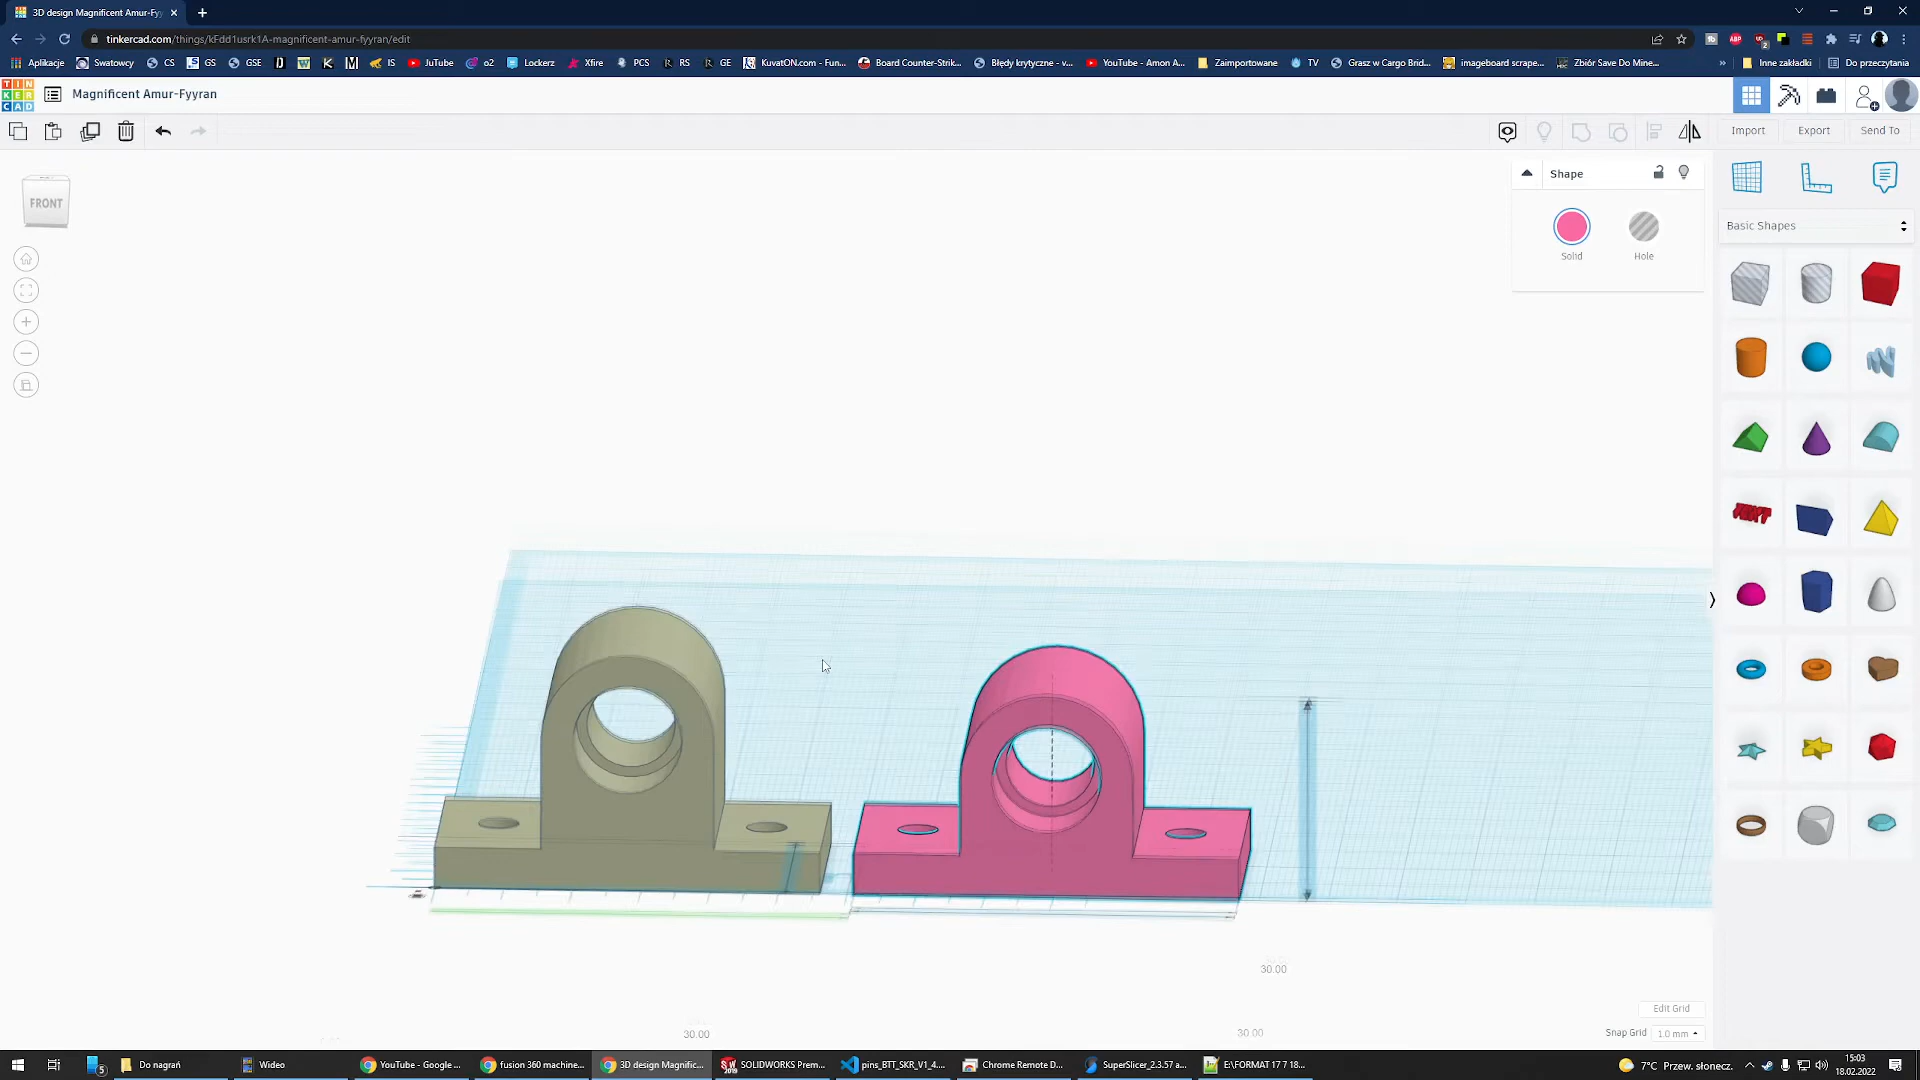 3D design Magnificent Amur-Fyy
tinkercad.com/things/kFdd1usrk1A-magnificent-amur-fyyran/edit
Aplikacje
Swatowcy
CS
GS
GSE
IS
JuTube
o2
Lockerz
Xfire
PCS
RS
GE
KuvatON.com - Fun...
Board Counter-Strik...
Błędy krytyczne - v...
YouTube - Amon A...
Zaimportowane
TV
Grasz w Cargo Brid...
imageboard scrape...
Zbiór Save Do Mine...
»
Inne zakładki
Do przeczytania
TIN
KER
CAD
Magnificent Amur-Fyyran
Import
Export
Send To
Shape
Solid
Hole
FRONT
Basic Shapes
30.00
30.00
30.00
Edit Grid
Snap Grid
1.0 mm
5
Do nagrań
Wideo
YouTube - Google ...
fusion 360 machine...
3D design Magnific...
SOLIDWORKS Prem...
pins_BTT_SKR_V1_4....
Chrome Remote D...
SuperSlicer_2.3.57 a...
E:\FORMAT 17 7 18...
7°C Przew. słonecz.
15:03
18.02.2022